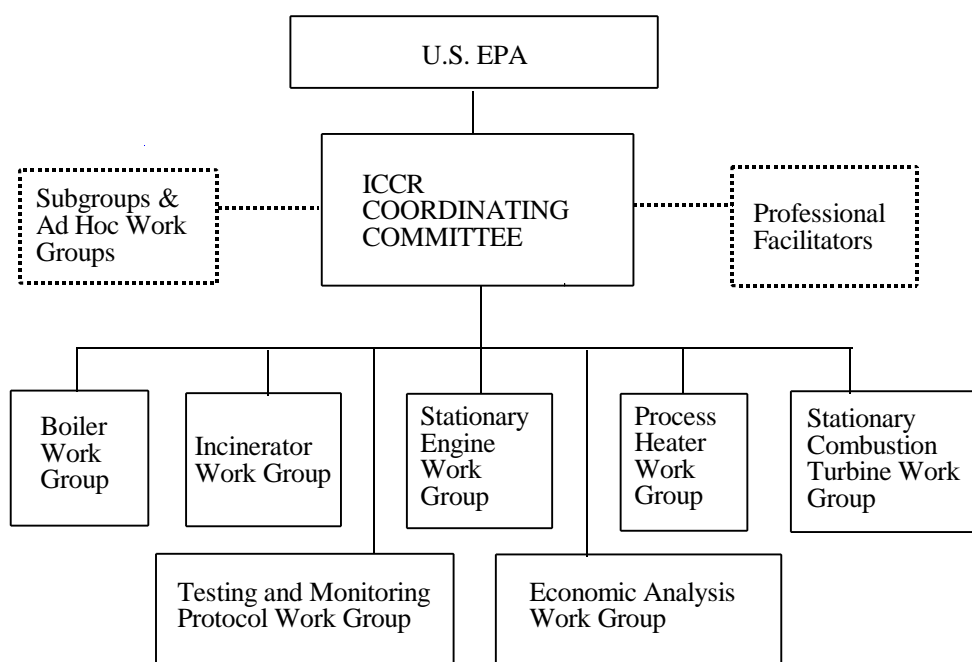 U.S. EPA
ICCR
COORDINATING
COMMITTEE
Subgroups &
Ad Hoc Work
Groups
Professional
Facilitators
Boiler
Work
Group
Incinerator
Work Group
Stationary
Engine
Work
Group
Process
Heater
Work
Group
Stationary
Combustion
Turbine Work
Group
Testing and Monitoring
Protocol Work Group
Economic Analysis
Work Group